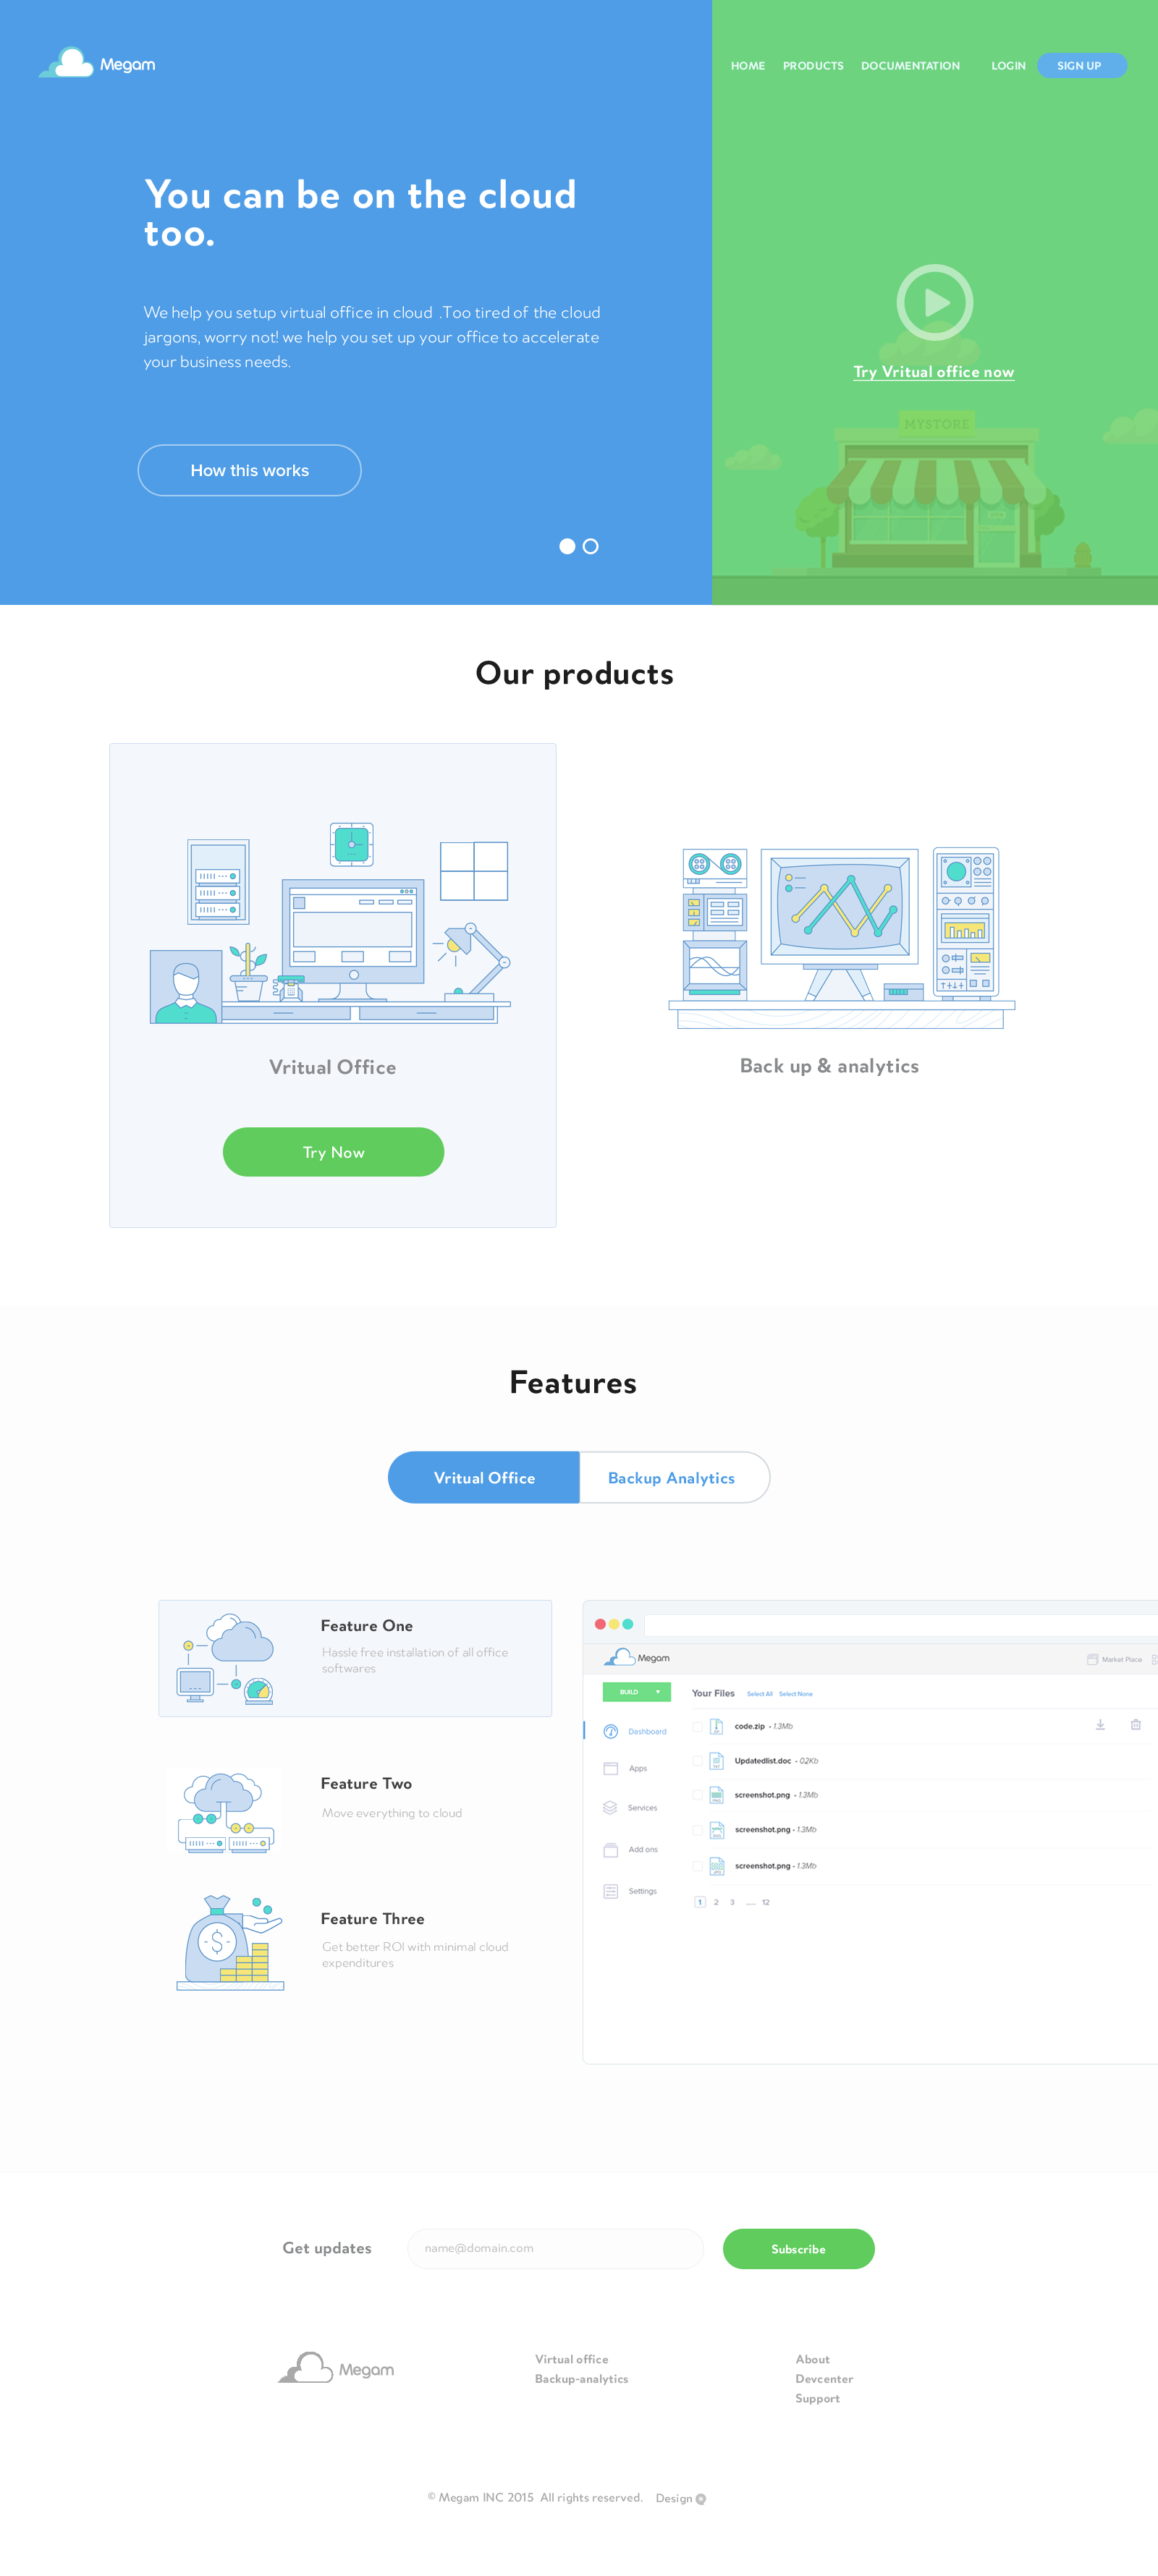 Megam
HOME PRODUCTS DOCUMENTATION LOGIN SIGN UP
You can be on the cloud
too.
We help you setup virtual office in cloud .Too tired of the cloud
jargons, worry not! we help you set up your office to accelerate
your business needs.
How this works
Try Vritual office now
MYSTORE
Our products
Vritual Office
Try Now
Back up & analytics
Features
Vritual Office
Backup Analytics
Feature One
Hassle free installation of all office
softwares
Feature Two
Move everything to cloud
Feature Three
Get better ROI with minimal cloud
expenditures
Megam
Market Place
BUILD
Dashboard
Apps
Services
Add ons
Settings
Your Files Select All Select None
code.zip - 1.3Mb
Updatedlist.doc - 02Kb
screenshot.png - 1.3Mb
screenshot.png - 1.3Mb
screenshot.png - 1.3Mb
1 2 3 .... 12
Get updates
name@domain.com
Subscribe
Megam
Virtual office
Backup-analytics
About
Devcenter
Support
© Megam INC 2015 All rights reserved. Design